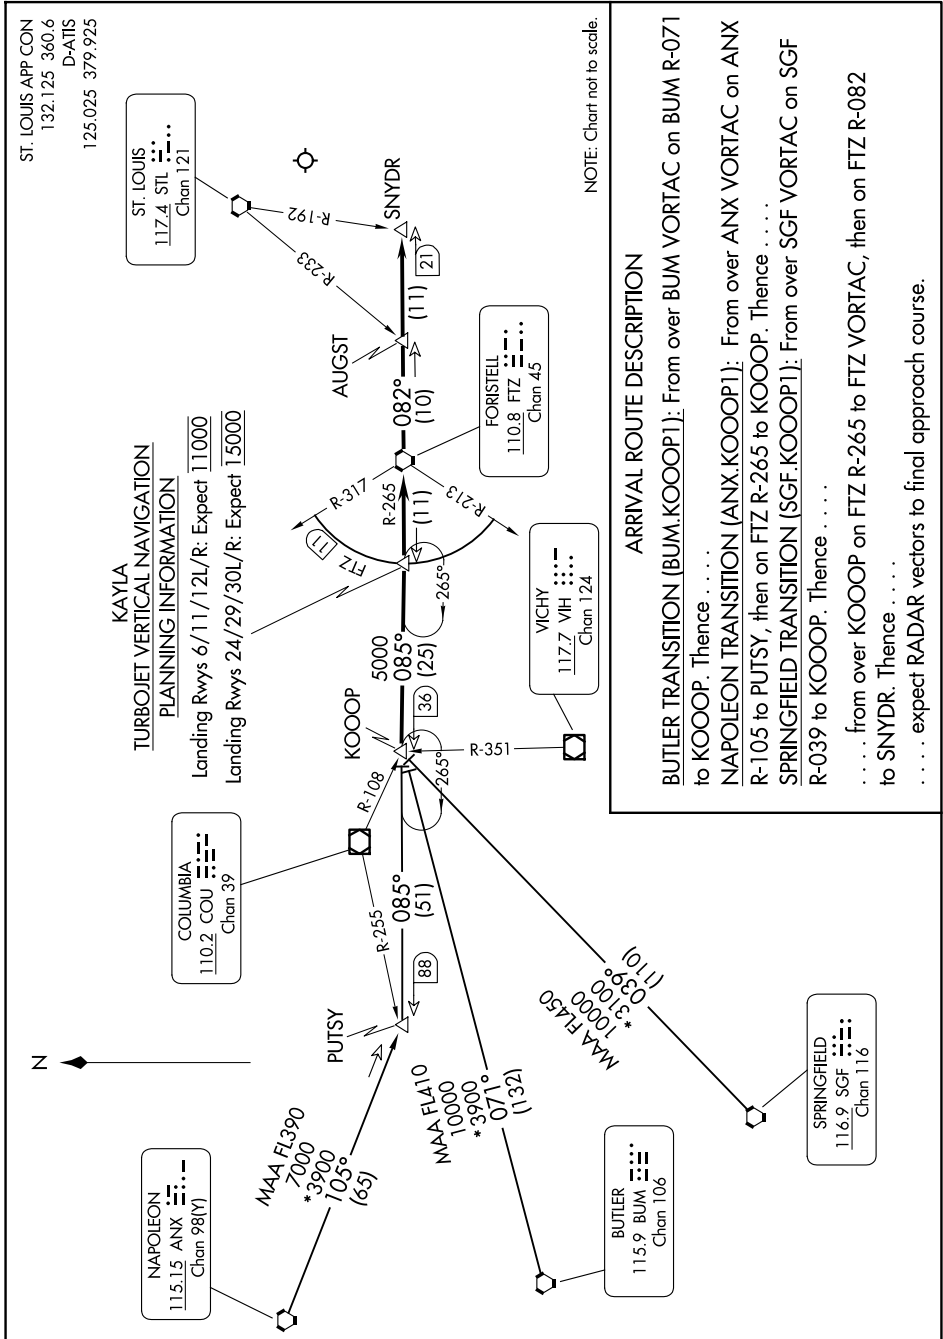 ST. LOUIS APP CON
132.125 360.6
D-ATIS
125.025 379.925
ST. LOUIS
117.4 STL
Chan 121
KAYLA
TURBOJET VERTICAL NAVIGATION
PLANNING INFORMATION
Landing Rwys 6/11/12L/R: Expect 11000
Landing Rwys 24/29/30L/R: Expect 15000
COLUMBIA
110.2 COU
Chan 39
NAPOLEON
115.15 ANX
Chan 98(Y)
N
MAA FL390
7000
*3900
105°
(65)
PUTSY
R-255
R-108
88
085°
(51)
KOOOP
265°
36
R-351
5000
085°
(25)
265°
FTZ
11
R-317
R-265
(11)
R-213
082°
(10)
AUGST
R-233
R-192
(11)
21
SNYDR
FORISTELL
110.8 FTZ
Chan 45
VICHY
117.7 VIH
Chan 124
MAA FL410
10000
*3900
071°
(132)
MAA FL450
10000
*3100
039°
(110)
BUTLER
115.9 BUM
Chan 106
SPRINGFIELD
116.9 SGF
Chan 116
NOTE: Chart not to scale.
ARRIVAL ROUTE DESCRIPTION
BUTLER TRANSITION (BUM.KOOOP1): From over BUM VORTAC on BUM R-071
to KOOOP. Thence . . . .
NAPOLEON TRANSITION (ANX.KOOOP1): From over ANX VORTAC on ANX
R-105 to PUTSY, then on FTZ R-265 to KOOOP. Thence . . . .
SPRINGFIELD TRANSITION (SGF.KOOOP1): From over SGF VORTAC on SGF
R-039 to KOOOP. Thence . . . .
. . . . from over KOOOP on FTZ R-265 to FTZ VORTAC, then on FTZ R-082
to SNYDR. Thence . . . .
. . . . expect RADAR vectors to final approach course.